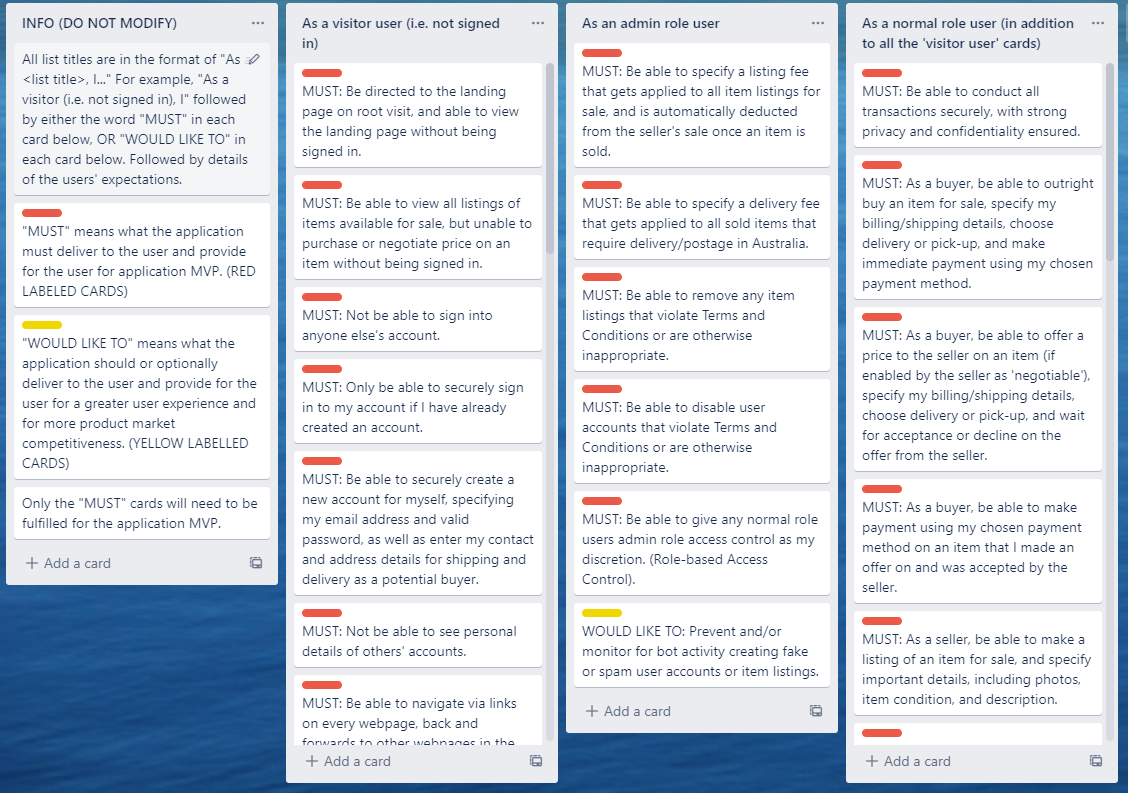 INFO (DO NOT MODIFY)
All list titles are in the format of "As
<list title>, I..." For example, "As a
visitor (i.e. not signed in), I" followed
by either the word "MUST" in each
card below, OR "WOULD LIKE TO" in
each card below. Followed by details
of the users' expectations.
"MUST" means what the application
must deliver to the user and provide
for the user for application MVP. (RED
LABELED CARDS)
"WOULD LIKE TO" means what the
application should or optionally
deliver to the user and provide for the
user for a greater user experience and
for more product market
competitiveness. (YELLOW LABELLED
CARDS)
Only the "MUST" cards will need to be
fulfilled for the application MVP.
+ Add a card
As a visitor user (i.e. not signed
in)
MUST: Be directed to the landing
page on root visit, and able to view
the landing page without being
signed in.
MUST: Be able to view all listings of
items available for sale, but unable to
purchase or negotiate price on an
item without being signed in.
MUST: Not be able to sign into
anyone else's account.
MUST: Only be able to securely sign
in to my account if I have already
created an account.
MUST: Be able to securely create a
new account for myself, specifying
my email address and valid
password, as well as enter my contact
and address details for shipping and
delivery as a potential buyer.
MUST: Not be able to see personal
details of others' accounts.
MUST: Be able to navigate via links
on every webpage, back and
forwards to other webpages in the
+ Add a card
As an admin role user
MUST: Be able to specify a listing fee
that gets applied to all item listings for
sale, and is automatically deducted
from the seller's sale once an item is
sold.
MUST: Be able to specify a delivery fee
that gets applied to all sold items that
require delivery/postage in Australia.
MUST: Be able to remove any item
listings that violate Terms and
Conditions or are otherwise
inappropriate.
MUST: Be able to disable user
accounts that violate Terms and
Conditions or are otherwise
inappropriate.
MUST: Be able to give any normal role
users admin role access control as my
discretion. (Role-based Access
Control).
WOULD LIKE TO: Prevent and/or
monitor for bot activity creating fake
or spam user accounts or item listings.
+ Add a card
As a normal role user (in addition
to all the 'visitor user' cards)
MUST: Be able to conduct all
transactions securely, with strong
privacy and confidentiality ensured.
MUST: As a buyer, be able to outright
buy an item for sale, specify my
billing/shipping details, choose
delivery or pick-up, and make
immediate payment using my chosen
payment method.
MUST: As a buyer, be able to offer a
price to the seller on an item (if
enabled by the seller as 'negotiable'),
specify my billing/shipping details,
choose delivery or pick-up, and wait
for acceptance or decline on the
offer from the seller.
MUST: As a buyer, be able to make
payment using my chosen payment
method on an item that I made an
offer on and was accepted by the
seller.
MUST: As a seller, be able to make a
listing of an item for sale, and specify
important details, including photos,
item condition, and description.
+ Add a card